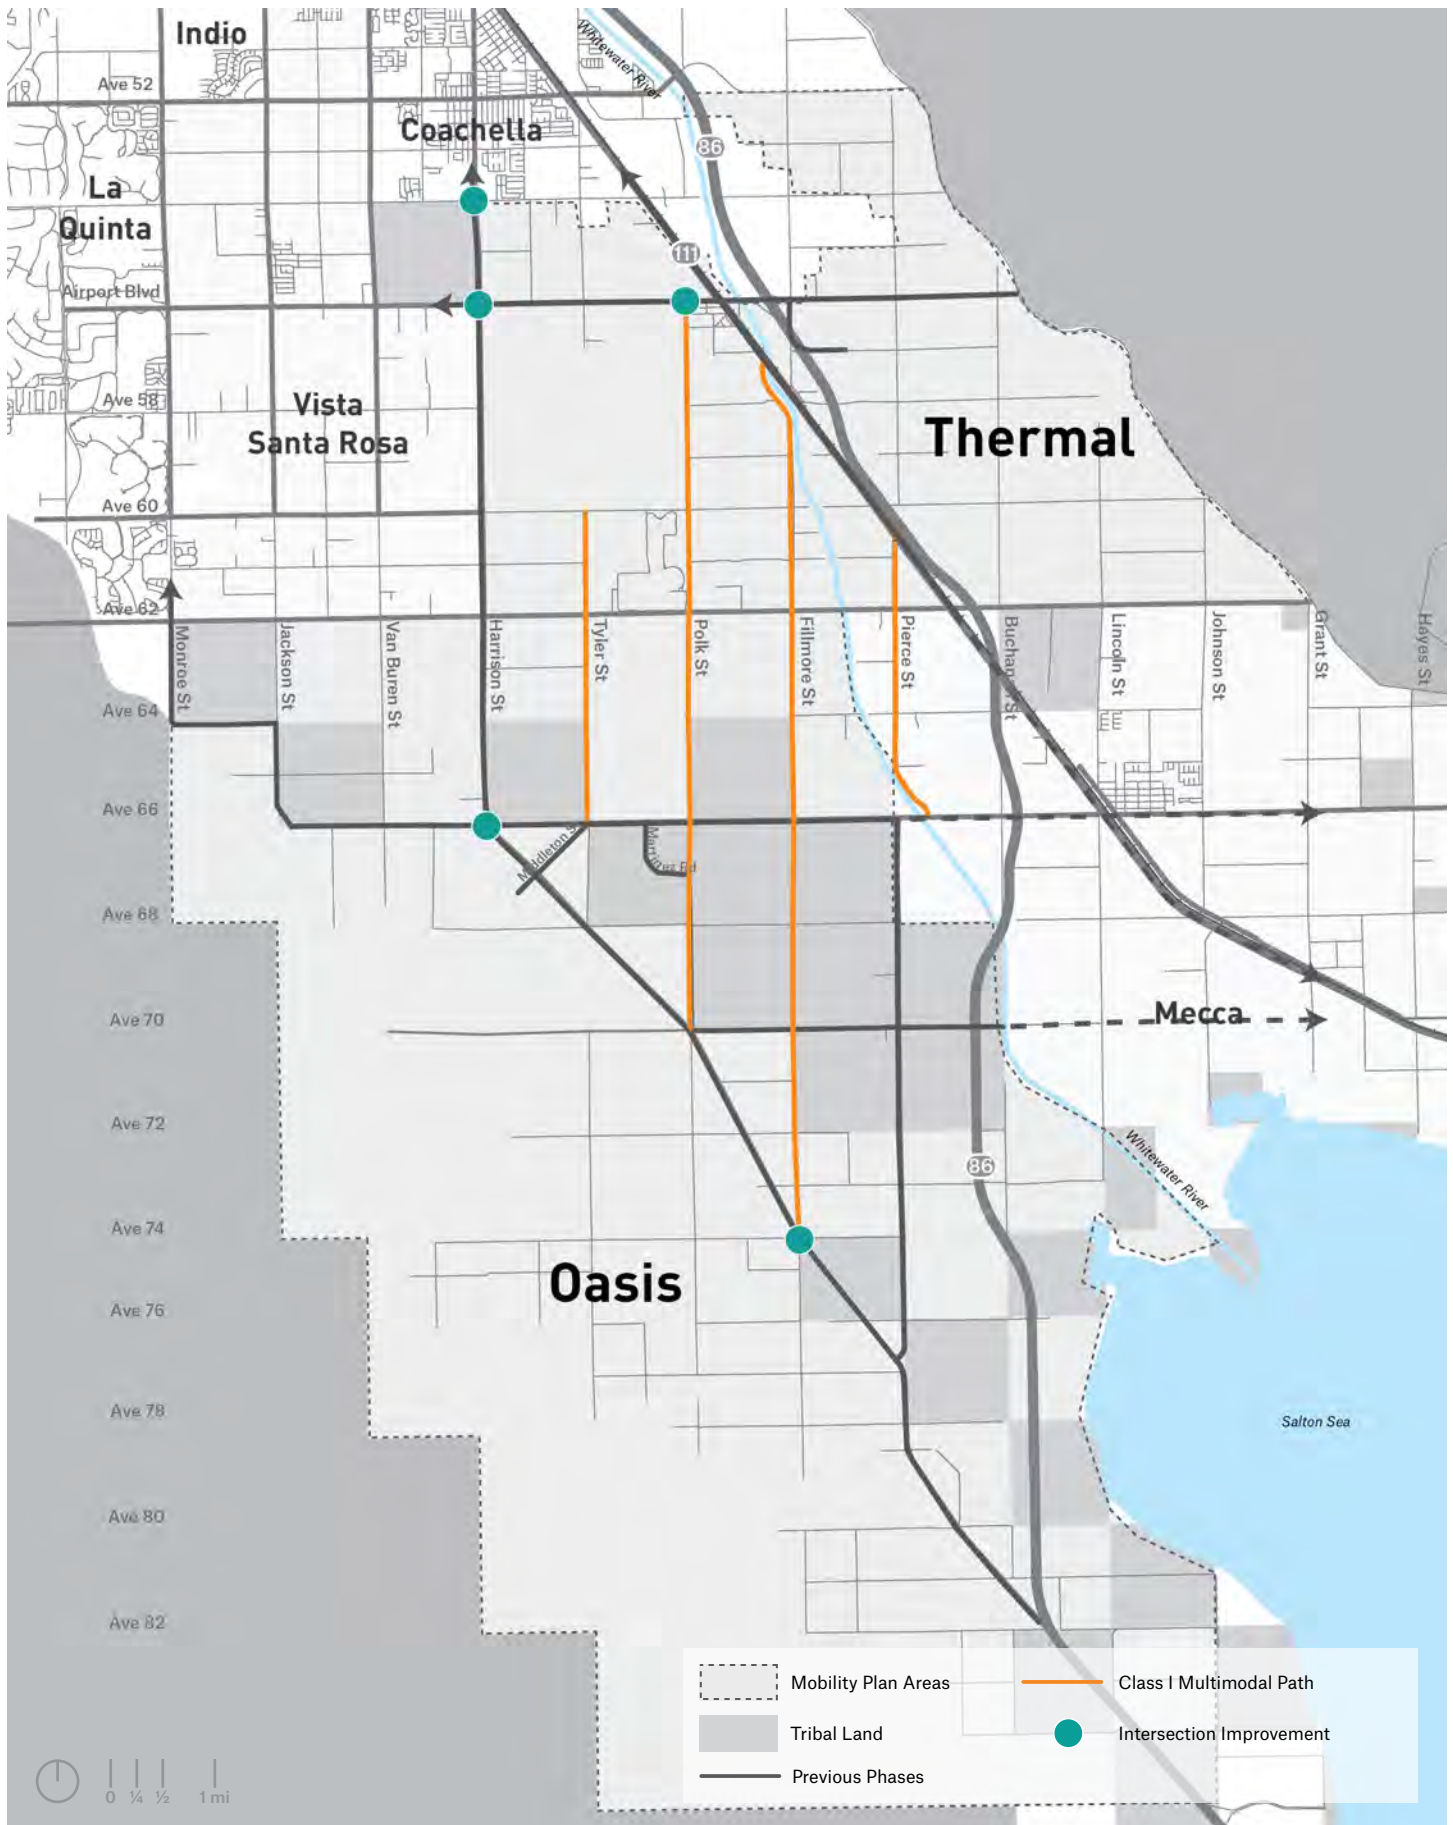 Indio
Whitewater River
Ave 52
Coachella
86
La
Quinta
111
Airport Blvd
Ave 58
Vista
Santa Rosa
Thermal
Ave 60
Ave 62
Monroe St
Jackson St
Van Buren St
Harrison St
Tyler St
Polk St
Fillmore St
Pierce St
Lincoln St
Johnson St
Grant St
Hayes St
Ave 64
Ave 66
Ave 68
Ave 70
Mecca
Ave 72
Whitewater River
86
Ave 74
Oasis
Ave 76
Ave 78
Salton Sea
Ave 80
Ave 82
Mobility Plan Areas
Class I Multimodal Path
Tribal Land
Intersection Improvement
Previous Phases
0 ¼ ½ 1 mi